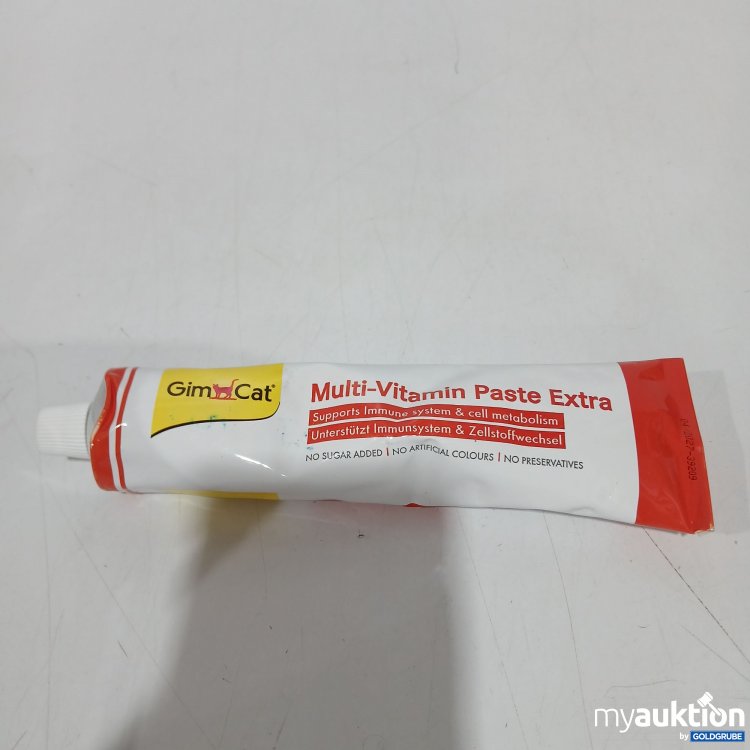 GimCat®
Multi-Vitamin Paste Extra
Supports Immune system & cell metabolism
Unterstützt Immunsystem & Zellstoffwechsel
NO SUGAR ADDED | NO ARTIFICIAL COLOURS | NO PRESERVATIVES
myauktion
by GOLDGRUBE